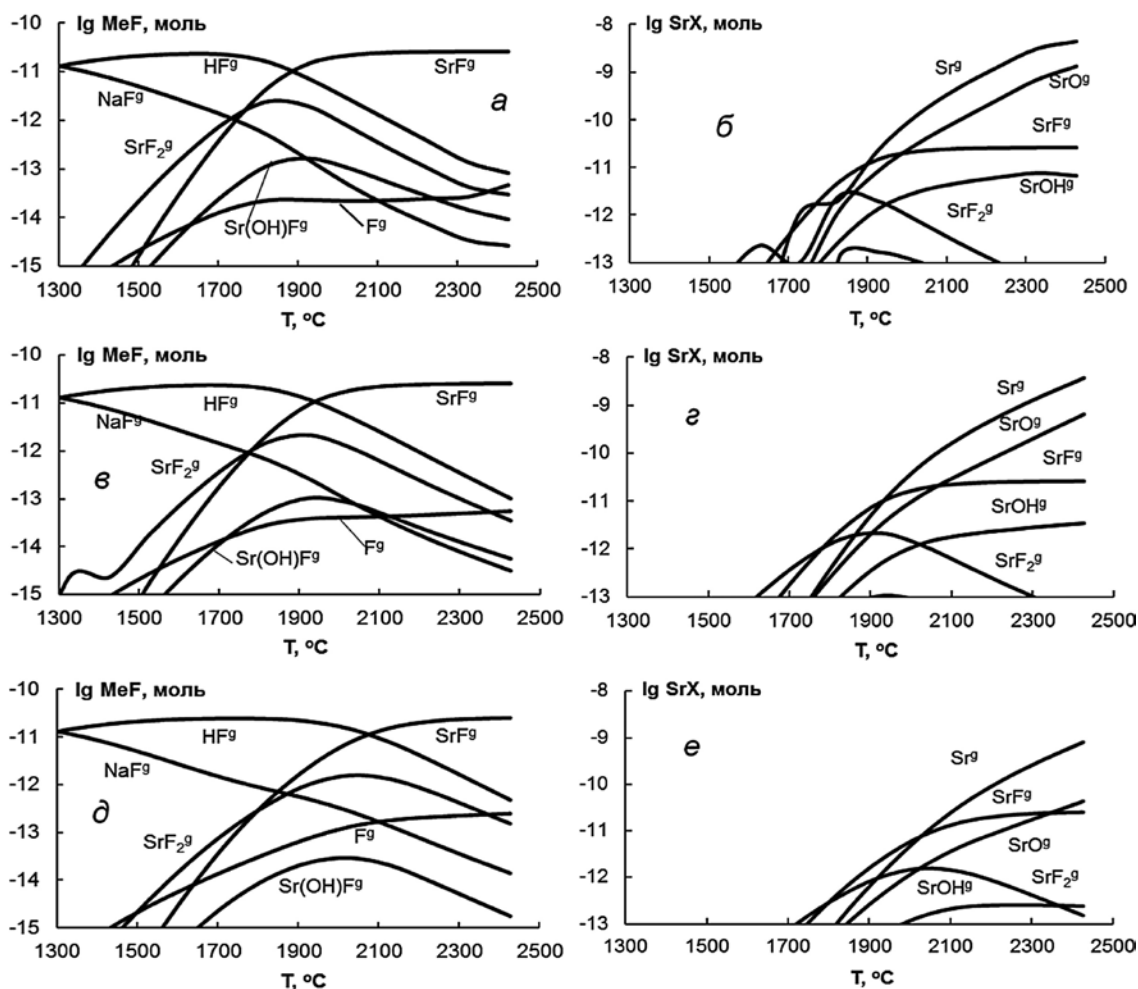 lg MeF, моль
-10
-11
-12
-13
-14
-15
HFᵍ
SrFᵍ
NaFᵍ
а
SrF₂ᵍ
Sr(OH)Fᵍ
Fᵍ
1300 1500 1700 1900 2100 2300 2500
T, ᵒC
lg SrX, моль
-8
-9
-10
-11
-12
-13
Srᵍ
SrOᵍ
б
SrFᵍ
SrOHᵍ
SrF₂ᵍ
1300 1500 1700 1900 2100 2300 2500
T, ᵒC
lg MeF, моль
-10
-11
-12
-13
-14
-15
HFᵍ
SrFᵍ
NaFᵍ
в
SrF₂ᵍ
Fᵍ
Sr(OH)Fᵍ
1300 1500 1700 1900 2100 2300 2500
T, ᵒC
lg SrX, моль
-8
-9
-10
-11
-12
-13
Srᵍ
г
SrOᵍ
SrFᵍ
SrOHᵍ
SrF₂ᵍ
1300 1500 1700 1900 2100 2300 2500
T, ᵒC
lg MeF, моль
-10
-11
-12
-13
-14
-15
HFᵍ
SrFᵍ
NaFᵍ
д
SrF₂ᵍ
Fᵍ
Sr(OH)Fᵍ
1300 1500 1700 1900 2100 2300 2500
T, ᵒC
lg SrX, моль
-8
-9
-10
-11
-12
-13
е
Srᵍ
SrFᵍ
SrOᵍ
SrOHᵍ
SrF₂ᵍ
1300 1500 1700 1900 2100 2300 2500
T, ᵒC